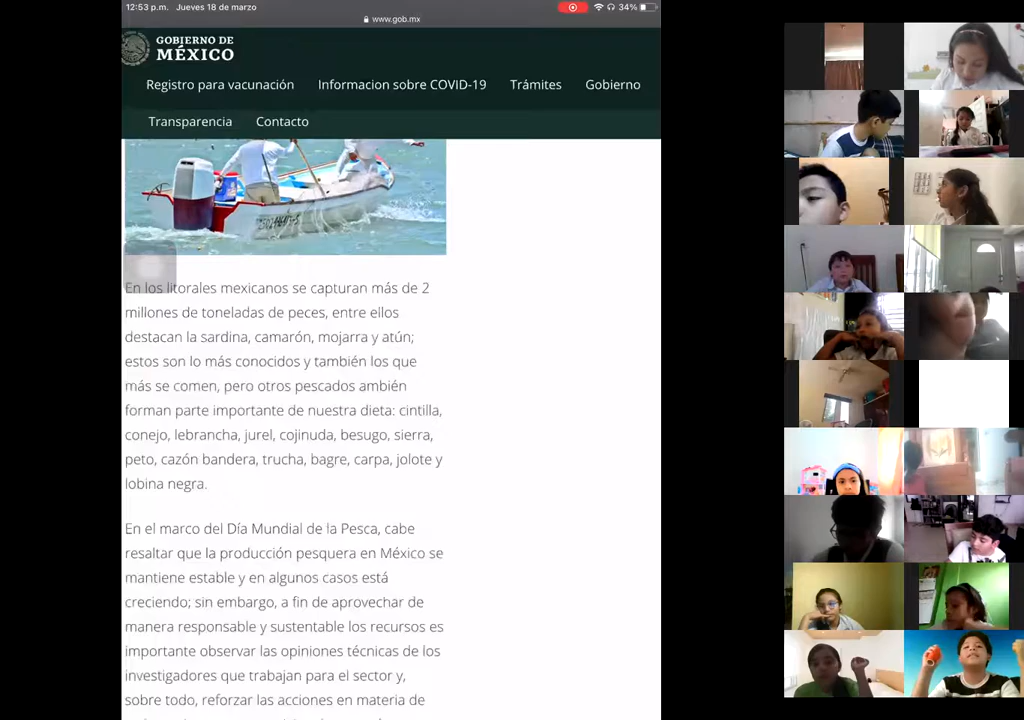 12:53 p.m. Jueves 18 de marzo
34%
www.gob.mx
GOBIERNO DE
MÉXICO
Registro para vacunación Informacion sobre COVID-19 Trámites Gobierno
Transparencia Contacto
En los litorales mexicanos se capturan más de 2
millones de toneladas de peces, entre ellos
destacan la sardina, camarón, mojarra y atún;
estos son lo más conocidos y también los que
más se comen, pero otros pescados ambién
forman parte importante de nuestra dieta: cintilla,
conejo, lebrancha, jurel, cojinuda, besugo, sierra,
peto, cazón bandera, trucha, bagre, carpa, jolote y
lobina negra.
En el marco del Día Mundial de la Pesca, cabe
resaltar que la producción pesquera en México se
mantiene estable y en algunos casos está
creciendo; sin embargo, a fin de aprovechar de
manera responsable y sustentable los recursos es
importante observar las opiniones técnicas de los
investigadores que trabajan para el sector y,
sobre todo, reforzar las acciones en materia de